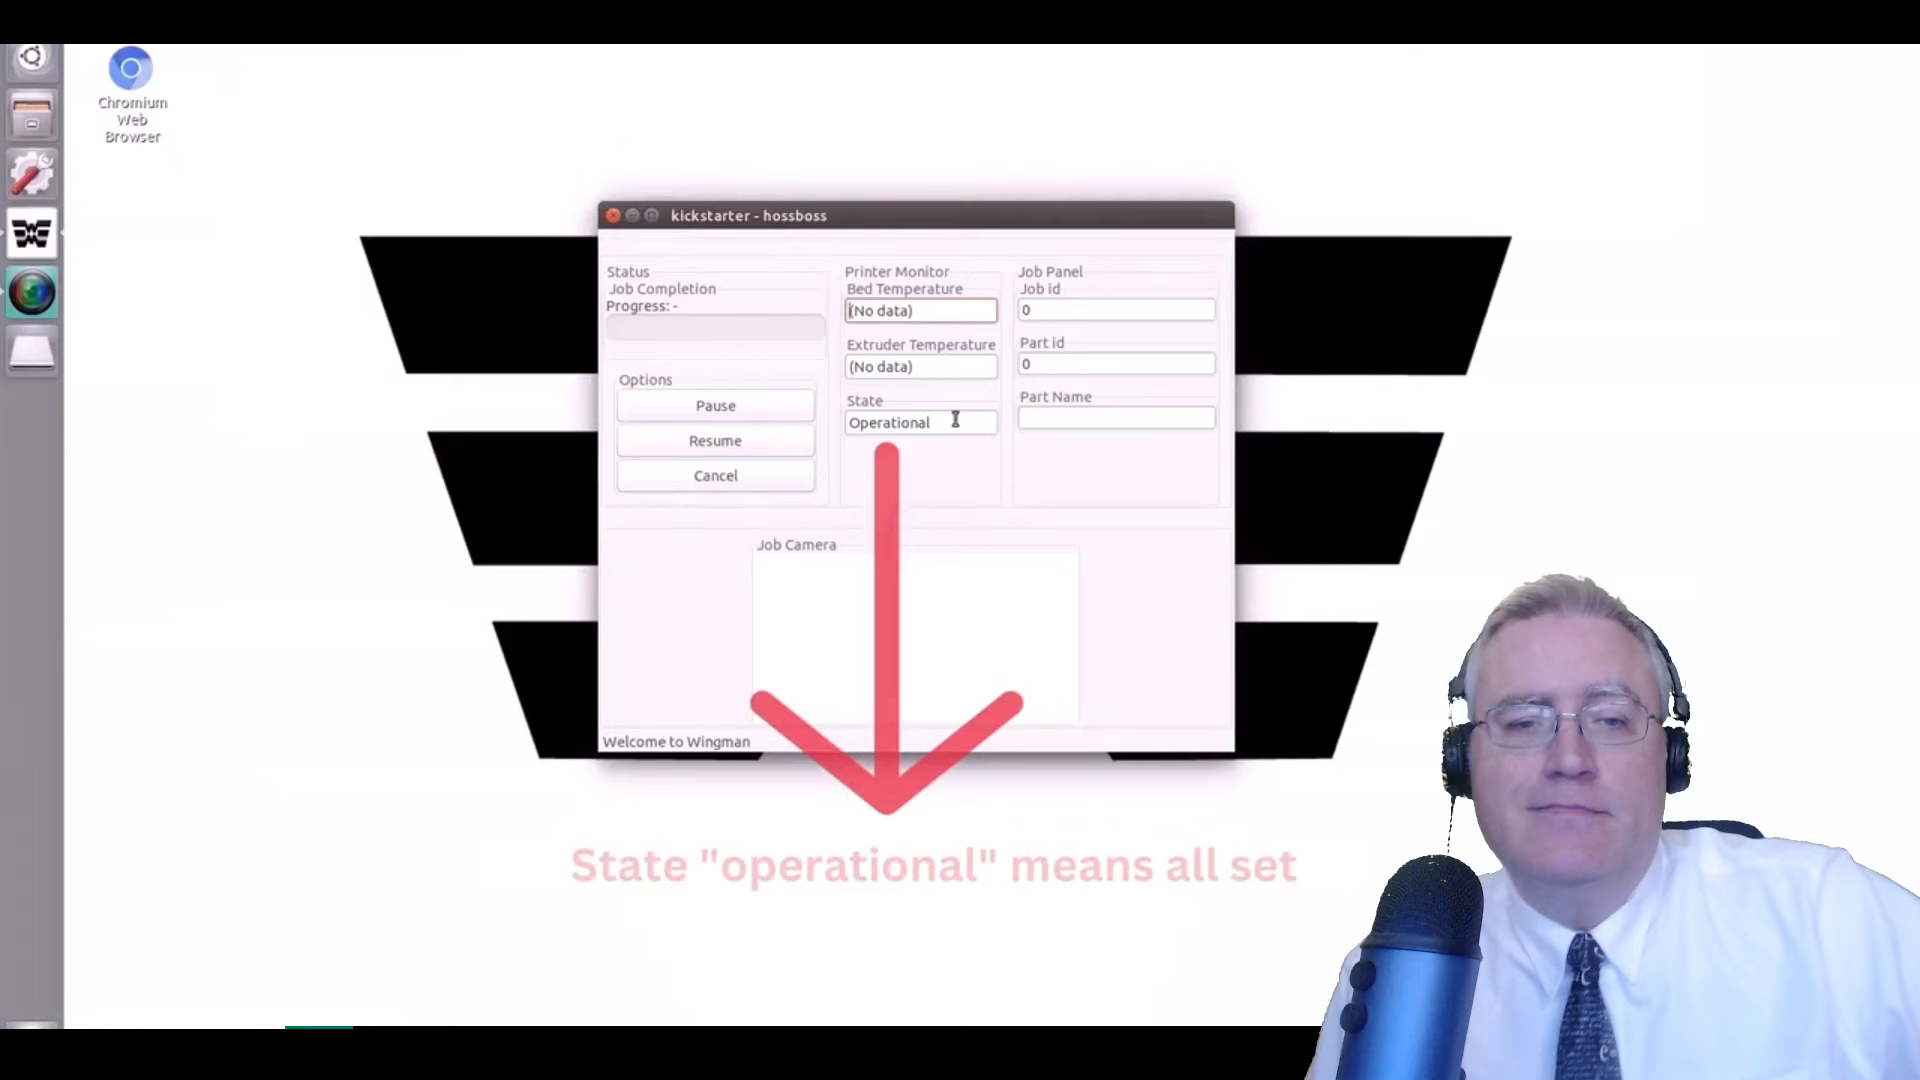 Chromium
Web
Browser
kickstarter - hossboss
Status
Job Completion
Progress: -
Options
Pause
Resume
Cancel
Printer Monitor
Bed Temperature
(No data)
Extruder Temperature
(No data)
State
Operational
Job Panel
Job id
0
Part id
0
Part Name
Job Camera
Welcome to Wingman
State "operational" means all set